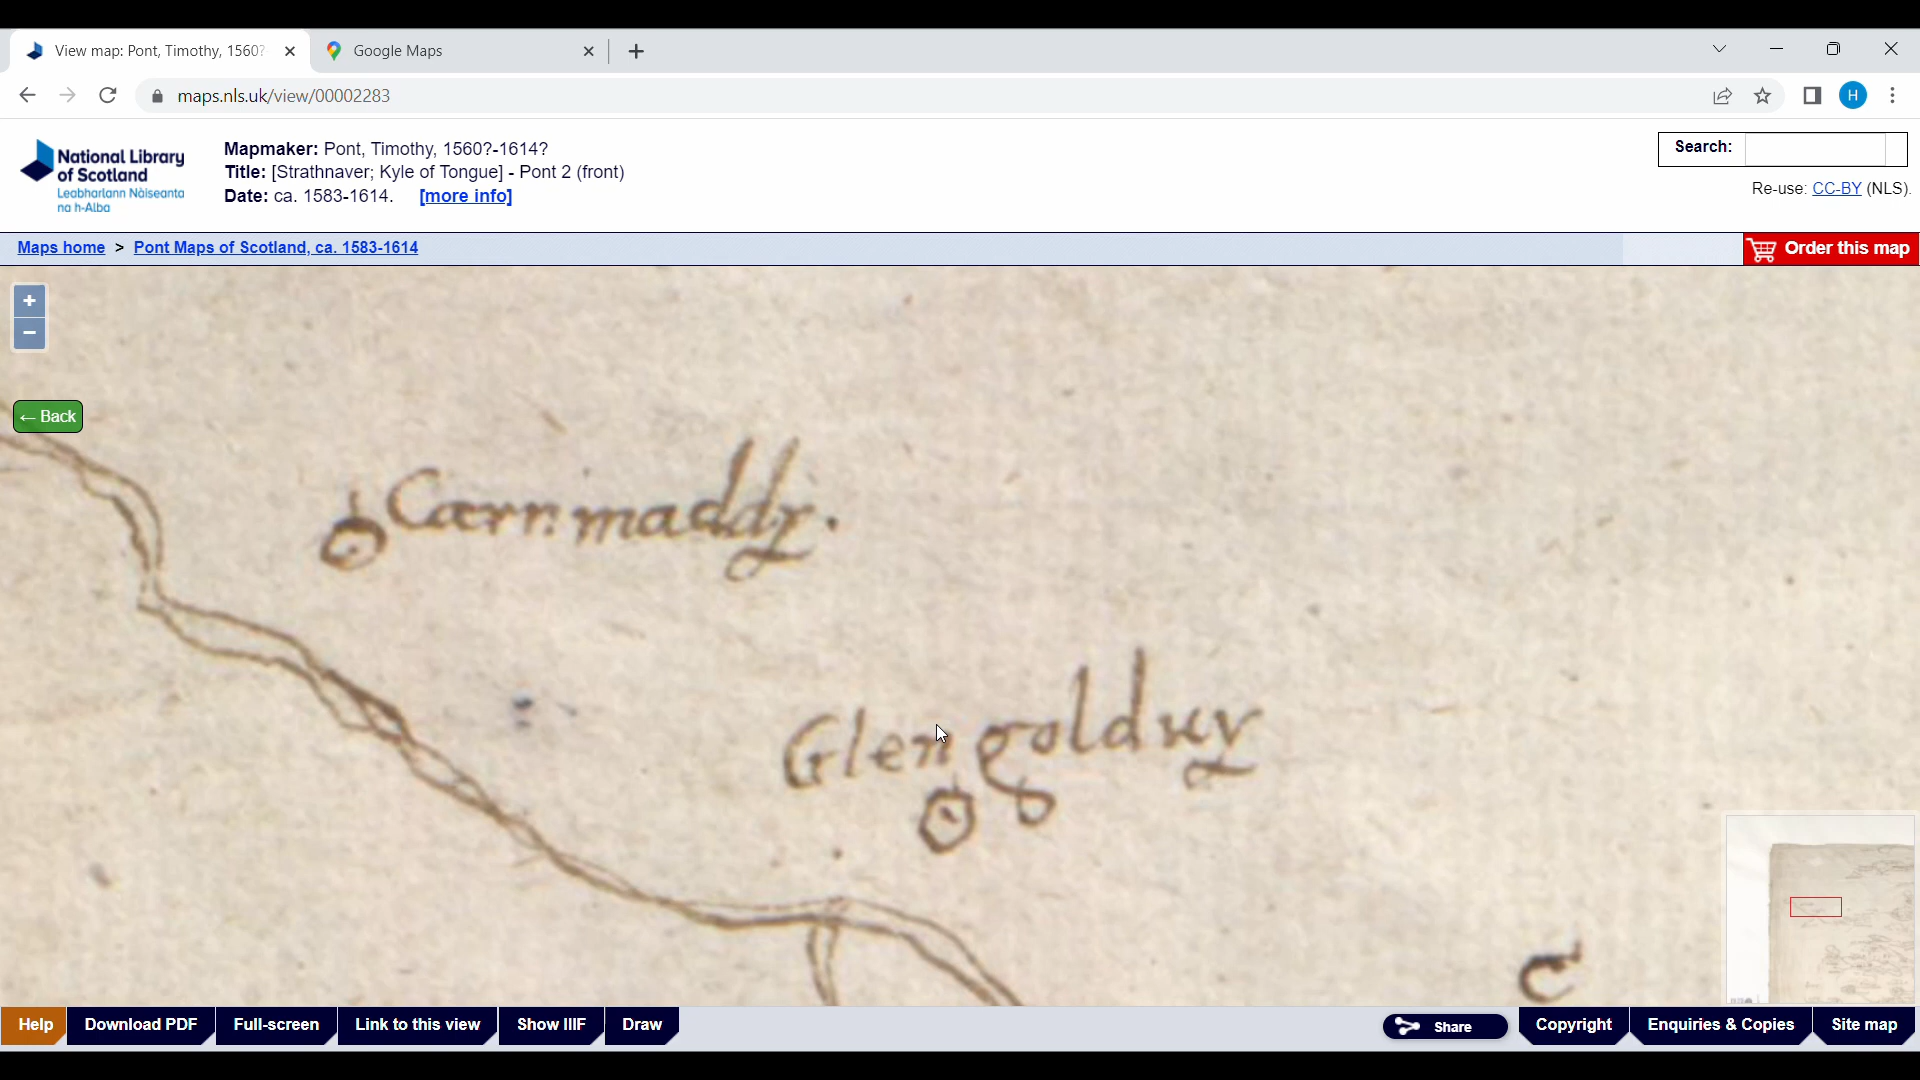 View map: Pont, Timothy, 1560?-
Google Maps
maps.nls.uk/view/00002283
H
National Library
of Scotland
Leabharlann Nàiseanta
na h-Alba
Mapmaker: Pont, Timothy, 1560?-1614?
Title: [Strathnaver; Kyle of Tongue] - Pont 2 (front)
Date: ca. 1583-1614. [more info]
Search:
Re-use: CC-BY (NLS).
Maps home > Pont Maps of Scotland, ca. 1583-1614
Order this map
+
−
← Back
Cærn maddy.
Glen golduy
Help
Download PDF
Full-screen
Link to this view
Show IIIF
Draw
Share
Copyright
Enquiries & Copies
Site map